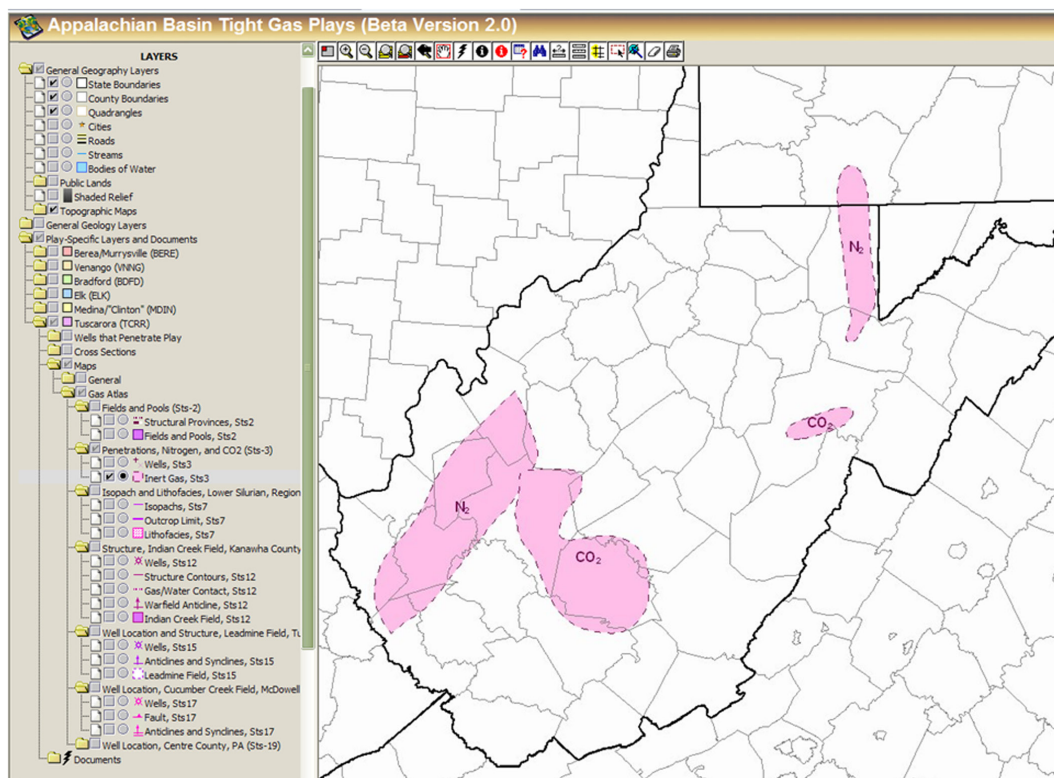 Appalachian Basin Tight Gas Plays (Beta Version 2.0)
LAYERS
General Geography Layers
State Boundaries
County Boundaries
Quadrangles
Cities
Roads
Streams
Bodies of Water
Public Lands
Shaded Relief
Topographic Maps
General Geology Layers
Play-Specific Layers and Documents
Berea/Murrysville (BERE)
Venango (VNNG)
Bradford (BDFD)
Elk (ELK)
Medina/"Clinton" (MDIN)
Tuscarora (TCRR)
Wells that Penetrate Play
Cross Sections
Maps
General
Gas Atlas
Fields and Pools (Sts-2)
Structural Provinces, Sts2
Fields and Pools, Sts2
Penetrations, Nitrogen, and CO2 (Sts-3)
Wells, Sts3
Inert Gas, Sts3
Isopach and Lithofacies, Lower Silurian, Region
Isopachs, Sts7
Outcrop Limit, Sts7
Lithofacies, Sts7
Structure, Indian Creek Field, Kanawha County
Wells, Sts12
Structure Contours, Sts12
Gas/Water Contact, Sts12
Warfield Anticline, Sts12
Indian Creek Field, Sts12
Well Location and Structure, Leadmine Field, Tu
Wells, Sts15
Anticlines and Synclines, Sts15
Leadmine Field, Sts15
Well Location, Cucumber Creek Field, McDowell
Wells, Sts17
Fault, Sts17
Anticlines and Synclines, Sts17
Well Location, Centre County, PA (Sts-19)
Documents
N₂
CO₂
N₂
CO₂